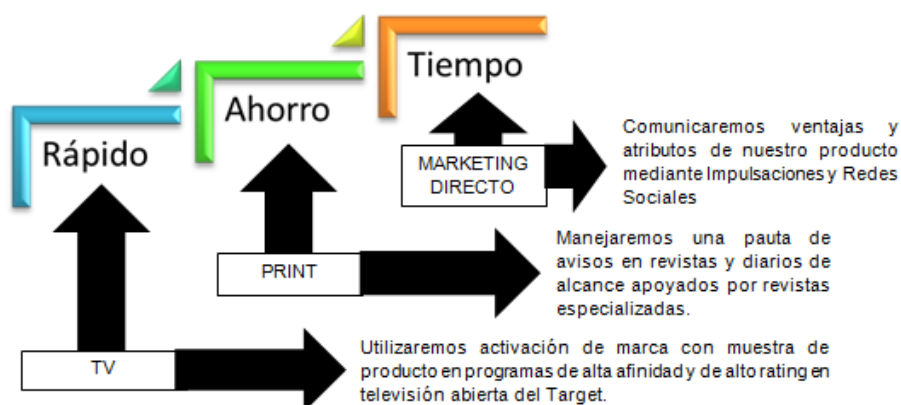 Tiempo
Ahorro
Rápido
MARKETING
DIRECTO
Comunicaremos ventajas y
atributos de nuestro producto
mediante Impulsaciones y Redes
Sociales
PRINT
Manejaremos una pauta de
avisos en revistas y diarios de
alcance apoyados por revistas
especializadas.
TV
Utilizaremos activación de marca con muestra de
producto en programas de alta afinidad y de alto rating en
televisión abierta del Target.